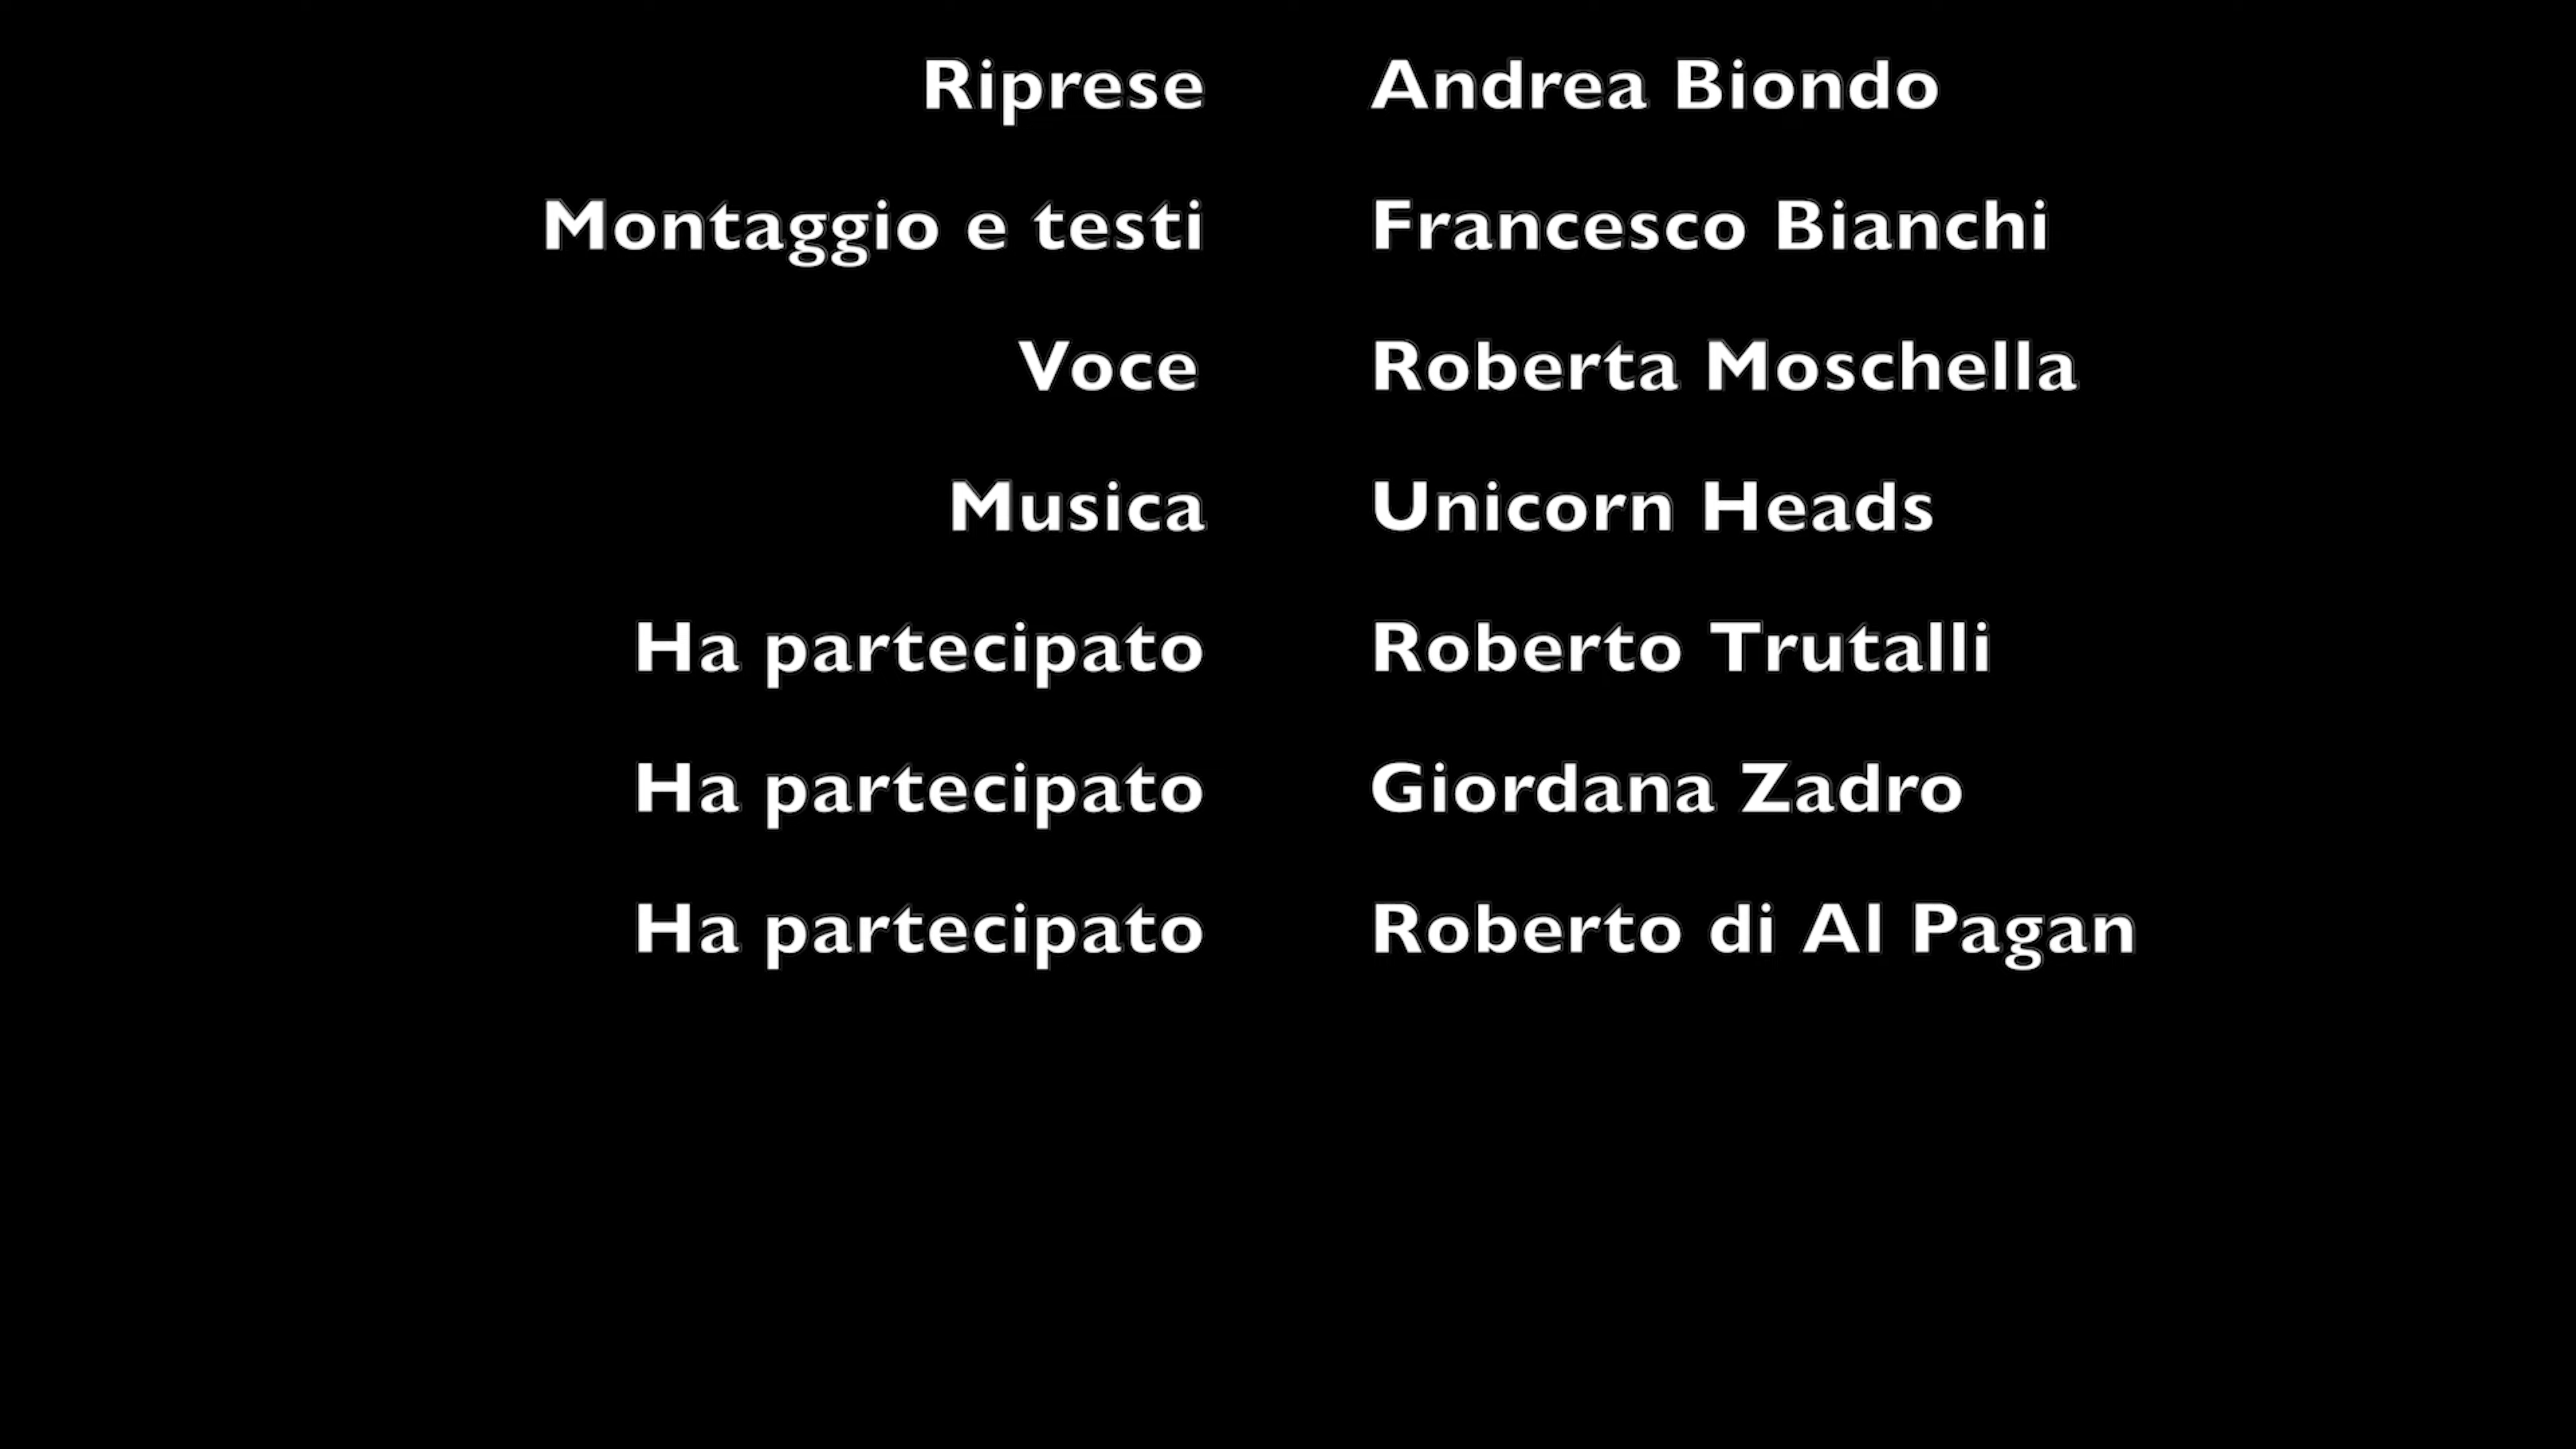 Riprese Andrea Biondo
Montaggio e testi Francesco Bianchi
Voce Roberta Moschella
Musica Unicorn Heads
Ha partecipato Roberto Trutalli
Ha partecipato Giordana Zadro
Ha partecipato Roberto di Al Pagan